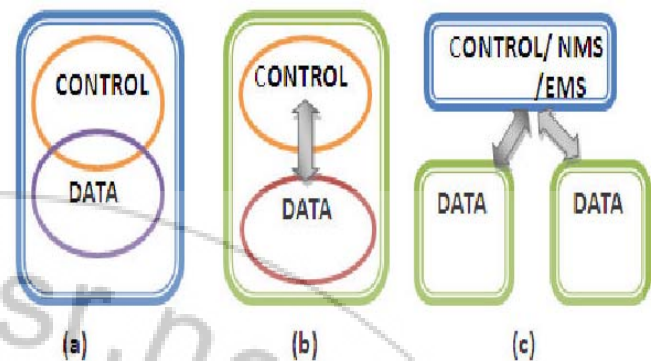 CONTROL
DATA
(a)
CONTROL
DATA
(b)
CONTROL/ NMS
/EMS
DATA
DATA
(c)